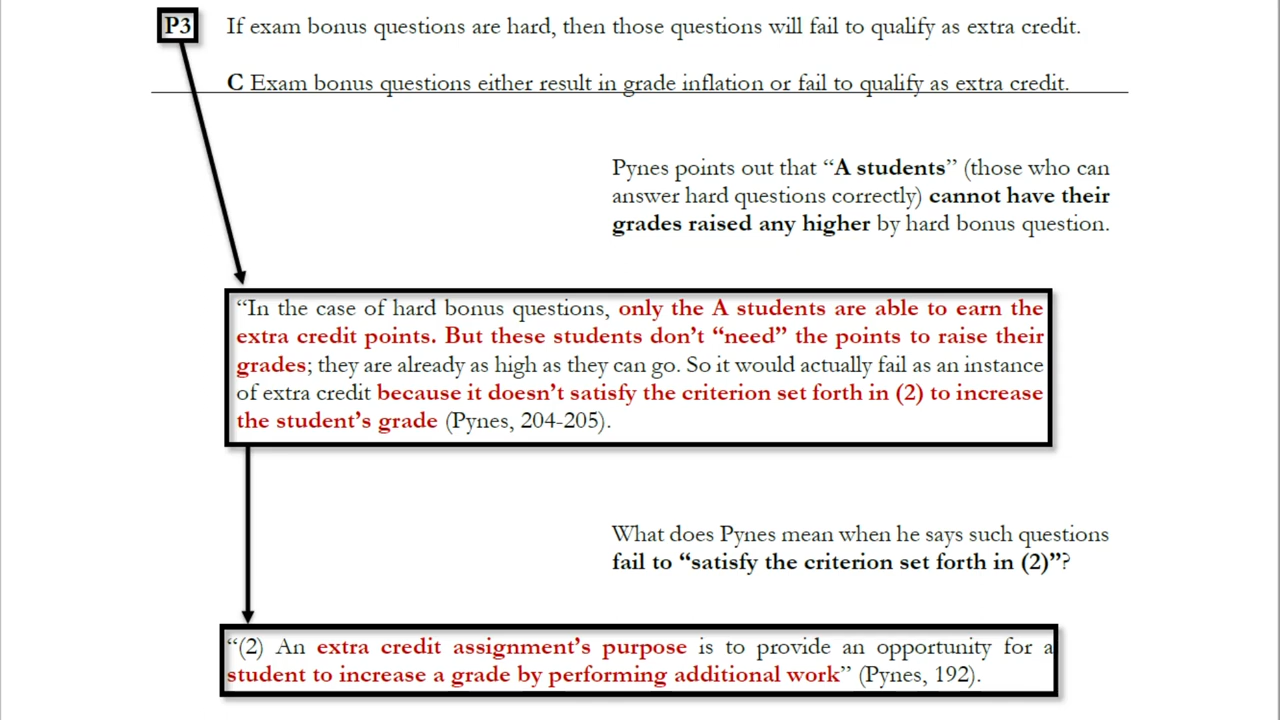 P3 If exam bonus questions are hard, then those questions will fail to qualify as extra credit.
C Exam bonus questions either result in grade inflation or fail to qualify as extra credit.
Pynes points out that “A students” (those who can
answer hard questions correctly) cannot have their
grades raised any higher by hard bonus question.
“In the case of hard bonus questions, only the A students are able to earn the
extra credit points. But these students don’t “need” the points to raise their
grades; they are already as high as they can go. So it would actually fail as an instance
of extra credit because it doesn’t satisfy the criterion set forth in (2) to increase
the student’s grade (Pynes, 204-205).
What does Pynes mean when he says such questions
fail to “satisfy the criterion set forth in (2)”?
“(2) An extra credit assignment’s purpose is to provide an opportunity for a
student to increase a grade by performing additional work” (Pynes, 192).